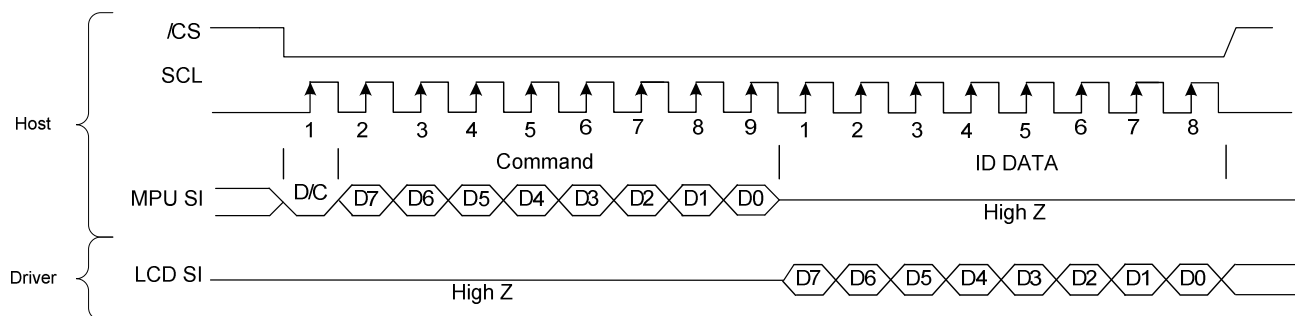 /CS
SCL
Host
1 2 3 4 5 6 7 8 9 1 2 3 4 5 6 7 8
Command ID DATA
MPU SI D/C D7 D6 D5 D4 D3 D2 D1 D0
High Z
Driver LCD SI D7 D6 D5 D4 D3 D2 D1 D0
High Z